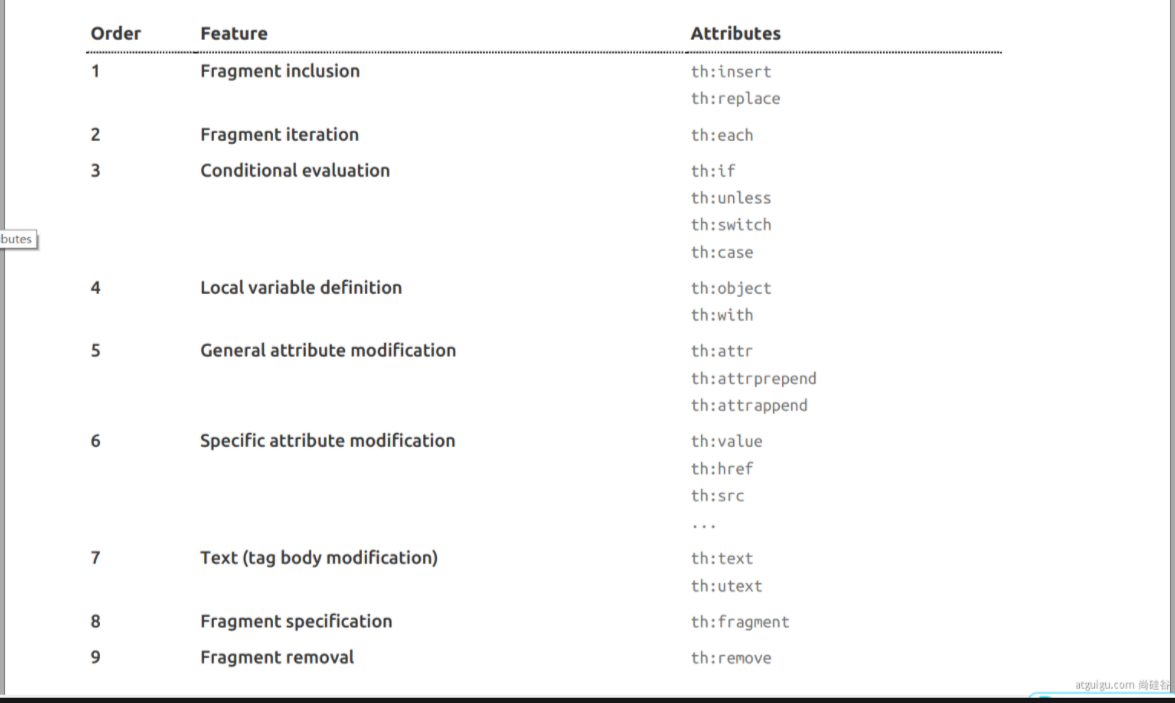 Order Feature Attributes
1 Fragment inclusion th:insert
th:replace
2 Fragment iteration th:each
3 Conditional evaluation th:if
th:unless
th:switch
butes
th:case
4 Local variable definition th:object
th:with
5 General attribute modification th:attr
th:attrprepend
th:attrappend
6 Specific attribute modification th:value
th:href
th:src
...
7 Text (tag body modification) th:text
th:utext
8 Fragment specification th:fragment
9 Fragment removal th:remove
atguigu.com 尚硅谷